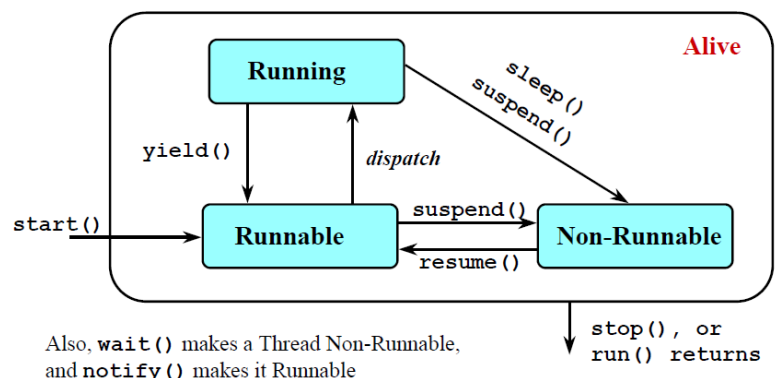 Alive
Running
sleep()
suspend()
yield()
dispatch
start()
Runnable
suspend()
resume()
Non-Runnable
stop(), or
run() returns
Also, wait() makes a Thread Non-Runnable,
and notify() makes it Runnable